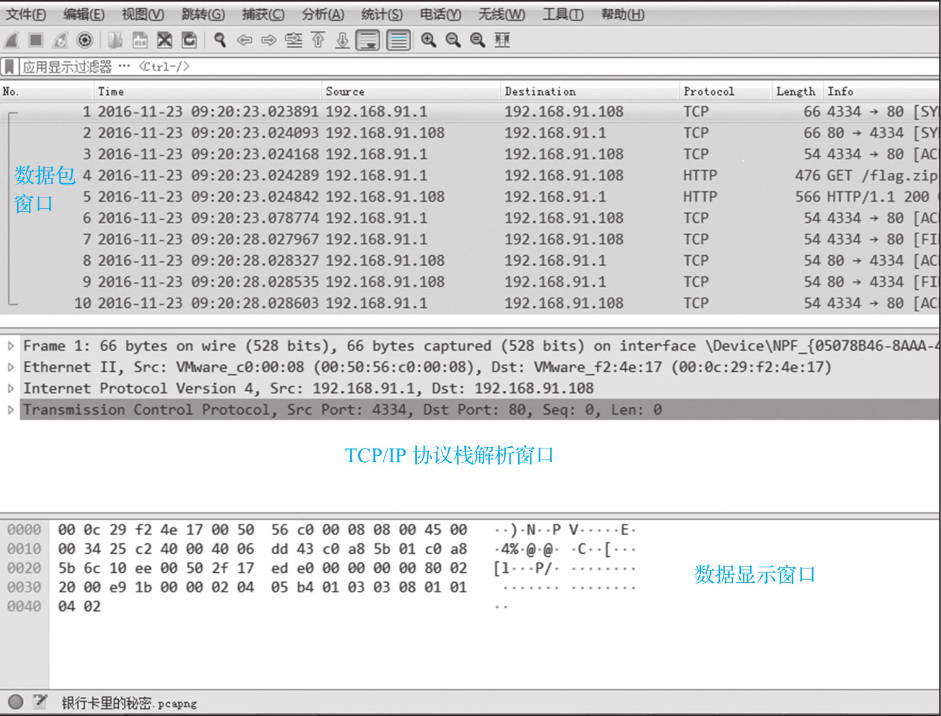 文件(F) 编辑(E) 视图(V) 跳转(G) 捕获(C) 分析(A) 统计(S) 电话(Y) 无线(W) 工具(T) 帮助(H)
应用显示过滤器 … <Ctrl-/>
No. Time Source Destination Protocol Length Info
1 2016-11-23 09:20:23.023891 192.168.91.1 192.168.91.108 TCP 66 4334 → 80 [SY
2 2016-11-23 09:20:23.024093 192.168.91.108 192.168.91.1 TCP 66 80 → 4334 [SY
3 2016-11-23 09:20:23.024168 192.168.91.1 192.168.91.108 TCP 54 4334 → 80 [AC
数据包 4 2016-11-23 09:20:23.024289 192.168.91.1 192.168.91.108 HTTP 476 GET /flag.zip
窗口 5 2016-11-23 09:20:23.024842 192.168.91.108 192.168.91.1 HTTP 566 HTTP/1.1 200
6 2016-11-23 09:20:23.078774 192.168.91.1 192.168.91.108 TCP 54 4334 → 80 [AC
7 2016-11-23 09:20:28.027967 192.168.91.1 192.168.91.108 TCP 54 4334 → 80 [FI
8 2016-11-23 09:20:28.028327 192.168.91.108 192.168.91.1 TCP 54 80 → 4334 [AC
9 2016-11-23 09:20:28.028535 192.168.91.108 192.168.91.1 TCP 54 80 → 4334 [FI
10 2016-11-23 09:20:28.028603 192.168.91.1 192.168.91.108 TCP 54 4334 → 80 [AC
Frame 1: 66 bytes on wire (528 bits), 66 bytes captured (528 bits) on interface \Device\NPF_{05078B46-8AAA-4
Ethernet II, Src: VMware_c0:00:08 (00:50:56:c0:00:08), Dst: VMware_f2:4e:17 (00:0c:29:f2:4e:17)
Internet Protocol Version 4, Src: 192.168.91.1, Dst: 192.168.91.108
Transmission Control Protocol, Src Port: 4334, Dst Port: 80, Seq: 0, Len: 0
TCP/IP 协议栈解析窗口
0000 00 0c 29 f2 4e 17 00 50 56 c0 00 08 08 00 45 00 ··)·N··P V·····E·
0010 00 34 25 c2 40 00 40 06 dd 43 c0 a8 5b 01 c0 a8 ·4%·@·@· ·C··[···
0020 5b 6c 10 ee 00 50 2f 17 ed e0 00 00 00 00 80 02 [l···P/· ········
0030 20 00 e9 1b 00 00 02 04 05 b4 01 03 03 08 01 01 ········ ········
0040 04 02 ··
数据显示窗口
银行卡里的秘密.pcapng